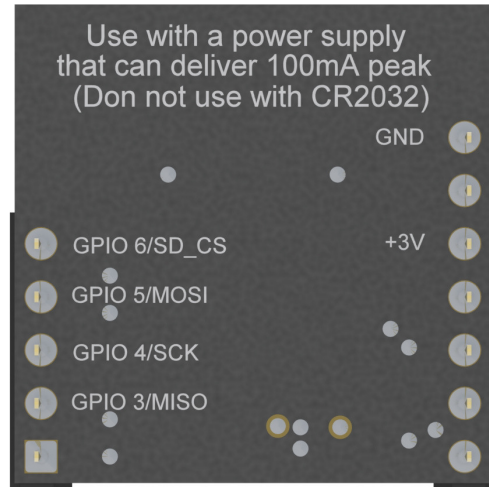 Use with a power supply
that can deliver 100mA peak
(Don not use with CR2032)
GND
GPIO 6/SD_CS
+3V
GPIO 5/MOSI
GPIO 4/SCK
GPIO 3/MISO